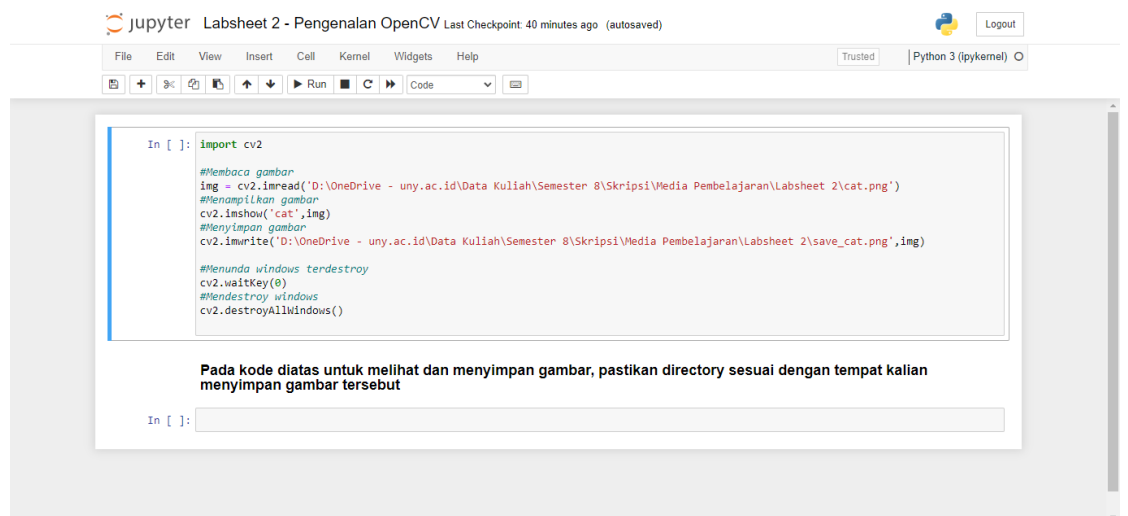 jupyter Labsheet 2 - Pengenalan OpenCV Last Checkpoint: 40 minutes ago (autosaved)
Logout
File Edit View Insert Cell Kernel Widgets Help
Trusted Python 3 (ipykernel)
Run Code
In [ ]: import cv2
#Membaca gambar
img = cv2.imread('D:\OneDrive - uny.ac.id\Data Kuliah\Semester 8\Skripsi\Media Pembelajaran\Labsheet 2\cat.png')
#Menampilkan gambar
cv2.imshow('cat',img)
#Menyimpan gambar
cv2.imwrite('D:\OneDrive - uny.ac.id\Data Kuliah\Semester 8\Skripsi\Media Pembelajaran\Labsheet 2\save_cat.png',img)
#Menunda windows terdestroy
cv2.waitKey(0)
#Mendestroy windows
cv2.destroyAllWindows()
Pada kode diatas untuk melihat dan menyimpan gambar, pastikan directory sesuai dengan tempat kalian
menyimpan gambar tersebut
In [ ]: